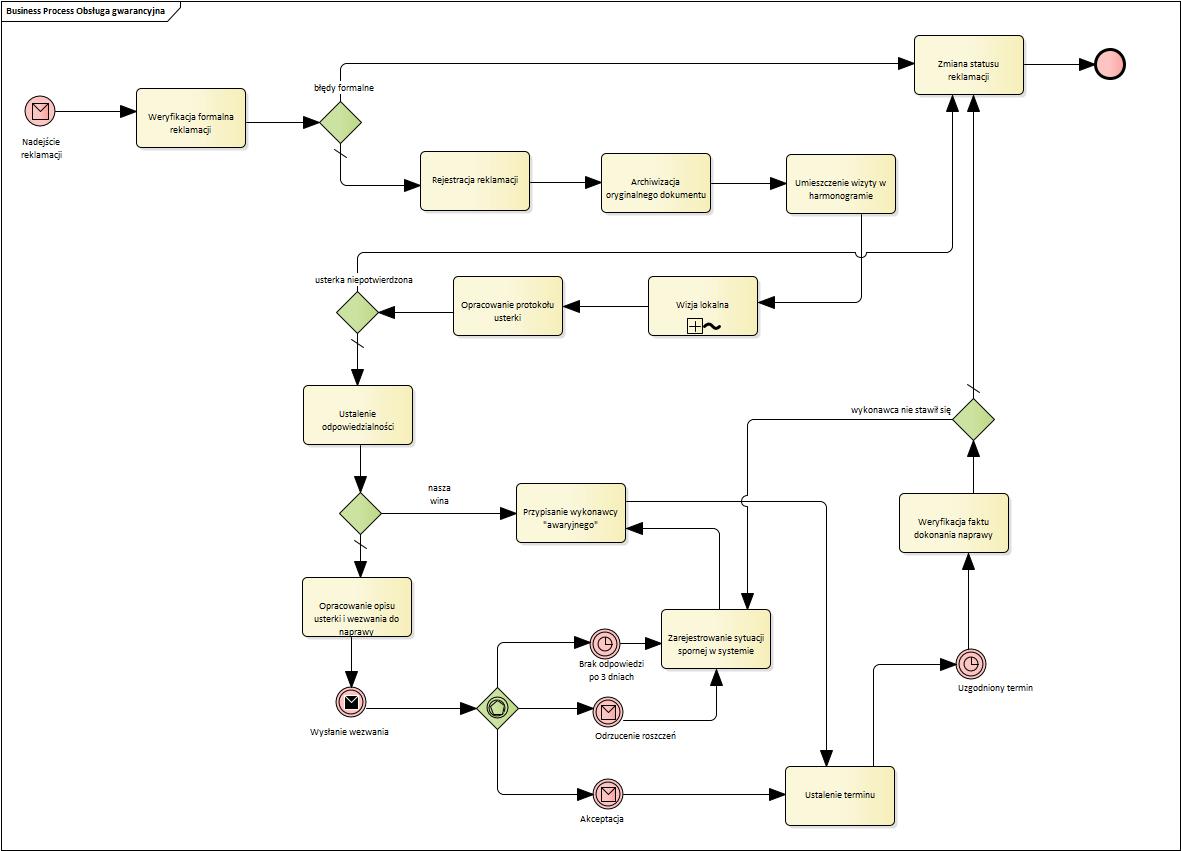 Business Process Obsługa gwarancyjna
Zmiana statusu
reklamacji
błędy formalne
Weryfikacja formalna
reklamacji
Nadejście
reklamacji
Rejestracja reklamacji
Archiwizacja
oryginalnego dokumentu
Umieszczenie wizyty w
harmonogramie
usterka niepotwierdzona
Opracowanie protokołu
usterki
Wizja lokalna
Ustalenie
odpowiedzialności
wykonawca nie stawił się
nasza
wina
Przypisanie wykonawcy
"awaryjnego"
Weryfikacja faktu
dokonania naprawy
Opracowanie opisu
usterki i wezwania do
naprawy
Zarejestrowanie sytuacji
spornej w systemie
Brak odpowiedzi
po 3 dniach
Uzgodniony termin
Wysłanie wezwania
Odrzucenie roszczeń
Ustalenie terminu
Akceptacja